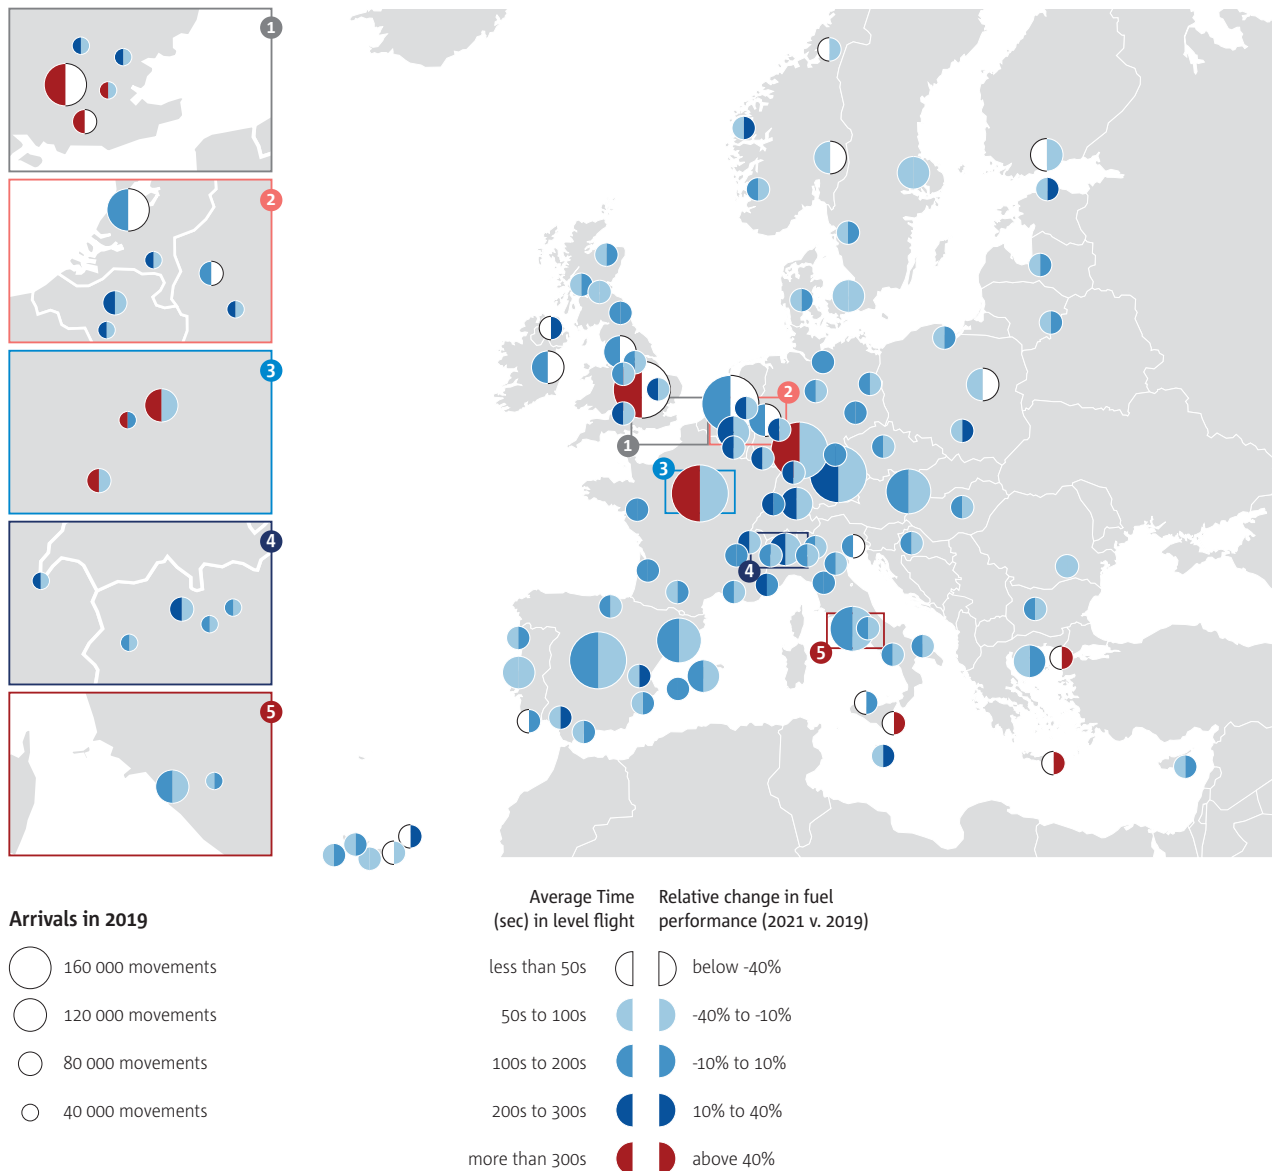 1
2
3
4
5
1
2
3
4
5
Arrivals in 2019
160 000 movements
120 000 movements
80 000 movements
40 000 movements
Average Time
(sec) in level flight
Relative change in fuel
performance (2021 v. 2019)
less than 50s
below -40%
50s to 100s
-40% to -10%
100s to 200s
-10% to 10%
200s to 300s
10% to 40%
more than 300s
above 40%